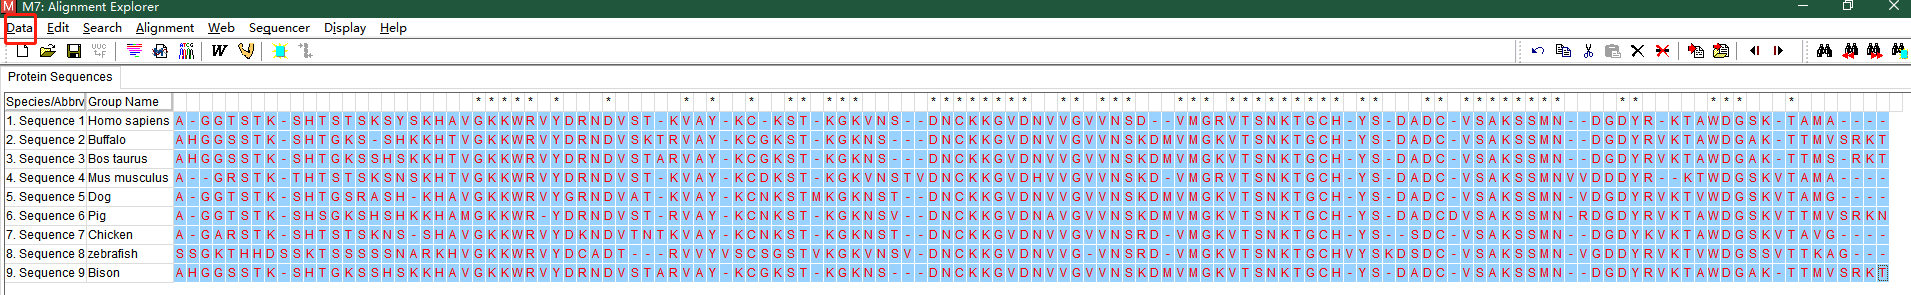 M7: Alignment Explorer
Data Edit Search Alignment Web Sequencer Display Help
Protein Sequences
Species/Abbrv Group Name
1. Sequence 1 Homo sapiens A-GGTSTK-SHTSTSKSYSKHAVGKKWRVYDRNDVST-KVAY-KC-KST-KGKVNS--DNCKKGVDNVVGVVNSD--VMGRVTSNKTGCH-YS-DADC-VSAKSSMN--DGDYR-KTAWDGSK-TAMA----
2. Sequence 2 Buffalo AHGGSSTK-SHTGKS-SHKKHTVGKKWRVYDRNDVSKTRVAY-KCGKST-KGKNS---DNCKKGVDNVVGVVNSKDMVMGKVTSNKTGCH-YS-DADC-VSAKSSMN--DGDYRVKTAWDGAK-TTMVSRKT
3. Sequence 3 Bos taurus AHGGSSTK-SHTGKSSHSKKHTVGKKWRVYDRNDVSTARVAY-KCGKST-KGKNS---DNCKKGVDNVVGVVNSKDMVMGKVTSNKTGCH-YS-DADC-VSAKSSMN--DGDYRVKTAWDGAK-TTMS-RKT
4. Sequence 4 Mus musculus A--GRSTK-THTSTSKSNSKHTVGKKWRVYDRNDVST-KVAY-KCDKST-KGKVNSTVDNCKKGVDHVVGVVNSKD-VMGRVTSNKTGCH-YS-DADC-VSAKSSMNVVDDDYR--KTWDGSKVTAMA----
5. Sequence 5 Dog A-GGTSTK-SHTGSRASH-KHAVGKKWRVYGRNDVAT-KVAY-KCNKSTMKGKNST--DNCKKGVDNVVGVVNSKDMVMGKVTSNKTGCH-YS-DADC-VSAKSSMN--DGDYRVKTAWDGSKVTAMG----
6. Sequence 6 Pig A-GGTSTK-SHSGKSHSHKKHAMGKKWR-YDRNDVST-RVAY-KCNKST-KGKNSV--DNCKKGVDNAVGVVNSKDMVMGKVTSNKTGCH-YS-DADCDVSAKSSMN-RDGDYRVKTAWDGSKVTTMVSRKN
7. Sequence 7 Chicken A-GARSTK-SHTSTSKNS-SHAVGKKWRVYDKNDVTNTKVAY-KCNKST-KGKNST--DNCKKGVDNVVGVVNSRD-VMGKVTSNKTGCH-YS--SDC-VSAKSSMN--DGDYKVKTAWDGSKVTAVG----
8. Sequence 8 zebrafish SSGKTHHDSSKTSSSSSNARKHVGKKWRVYDCADT---RVVYVSCSGSTVKGKVNSV-DNCKKGVDNVVG-VNSRD-VMGKVTSNKTGCHVYSKDSDC-VSAKSSMN-VGDDYRVKTVWDGSSVTTKAG---
9. Sequence 9 Bison AHGGSSTK-SHTGKSSHSKKHAVGKKWRVYDRNDVSTARVAY-KCGKST-KGKNS---DNCKKGVDNVVGVVNSKDMVMGKVTSNKTGCH-YS-DADC-VSAKSSMN--DGDYRVKTAWDGAK-TTMVSRKT